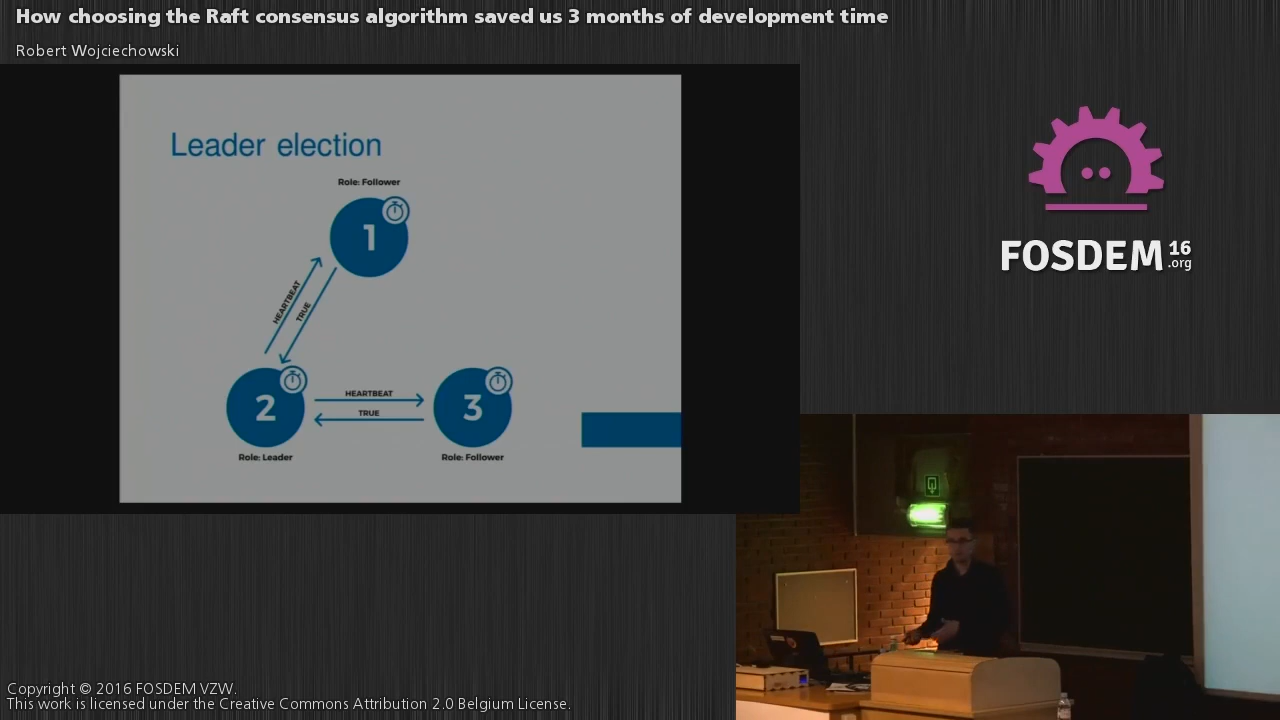 How choosing the Raft consensus algorithm saved us 3 months of development time
Robert Wojciechowski
Leader election
Role: Follower
1
HEARTBEAT
TRUE
2
HEARTBEAT
TRUE
3
Role: Leader
Role: Follower
FOSDEM 16
.org
Copyright © 2016 FOSDEM VZW.
This work is licensed under the Creative Commons Attribution 2.0 Belgium License.